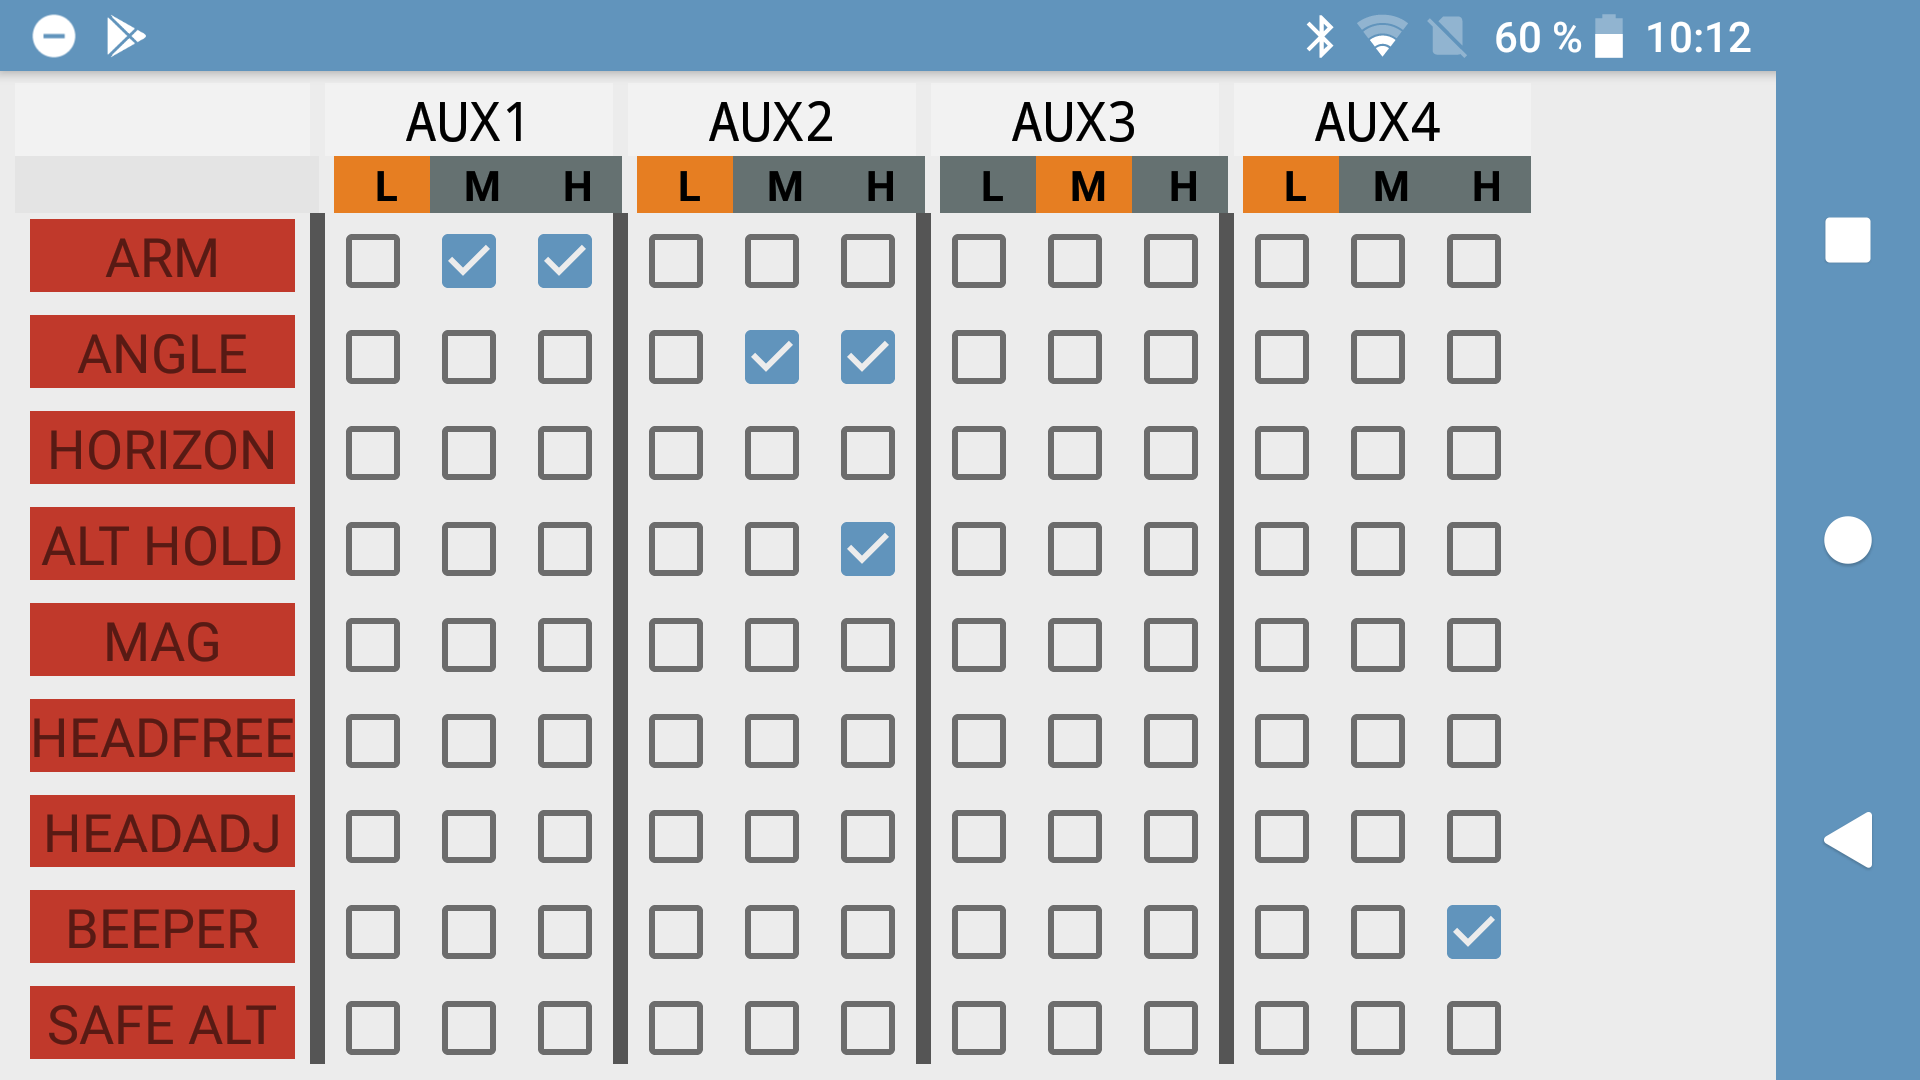 60 % 10:12
AUX1 AUX2 AUX3 AUX4
L M H L M H L M H L M H
ARM
ANGLE
HORIZON
ALT HOLD
MAG
HEADFREE
HEADADJ
BEEPER
SAFE ALT